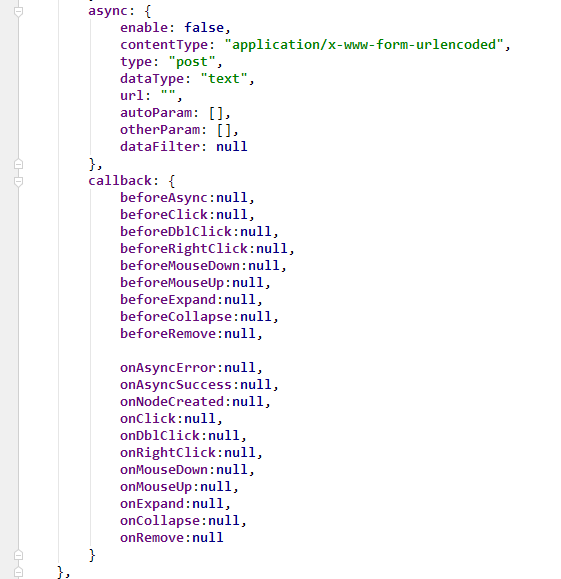 async: {
enable: false,
contentType: "application/x-www-form-urlencoded",
type: "post",
dataType: "text",
url: "",
autoParam: [],
otherParam: [],
dataFilter: null
},
callback: {
beforeAsync:null,
beforeClick:null,
beforeDblClick:null,
beforeRightClick:null,
beforeMouseDown:null,
beforeMouseUp:null,
beforeExpand:null,
beforeCollapse:null,
beforeRemove:null,
onAsyncError:null,
onAsyncSuccess:null,
onNodeCreated:null,
onClick:null,
onDblClick:null,
onRightClick:null,
onMouseDown:null,
onMouseUp:null,
onExpand:null,
onCollapse:null,
onRemove:null
}
},